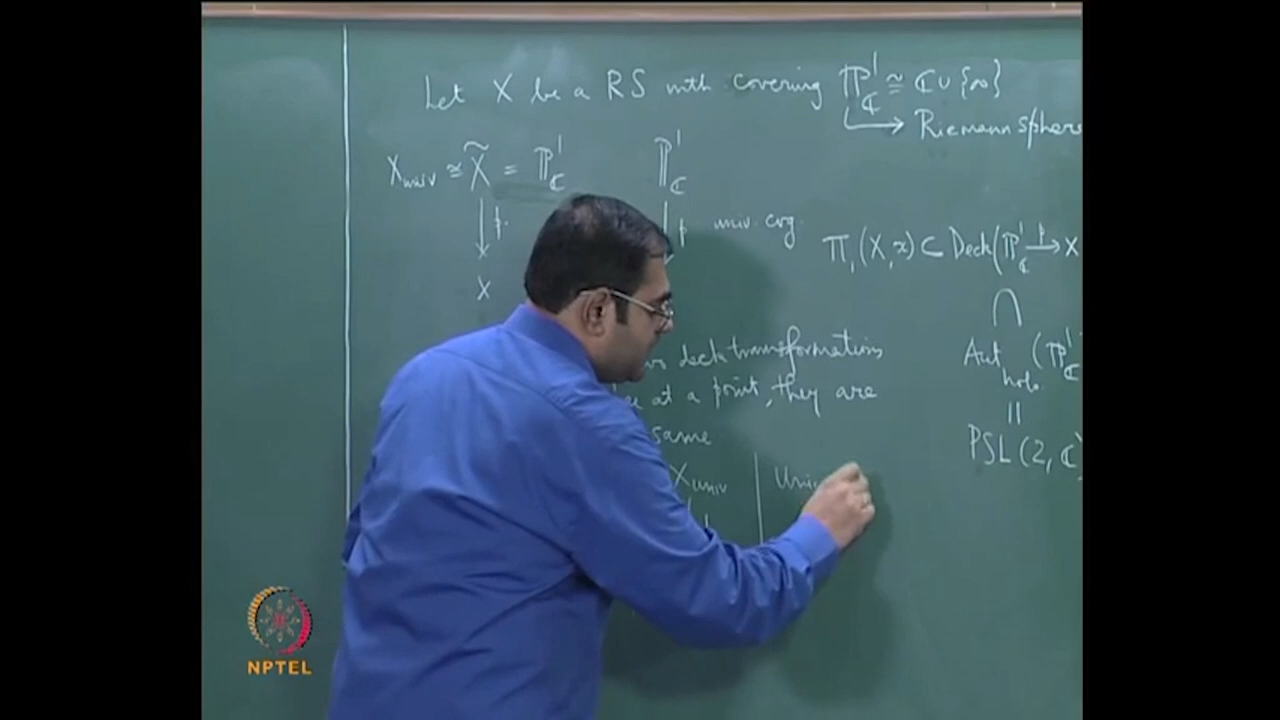 Let X be a RS with covering ℙ¹_ℂ ≅ ℂ ∪ {∞}
→ Riemann sphere
X_univ ≅ X̃ = ℙ¹_ℂ
ℙ¹_ℂ
↓ p
↓ p univ. cvg
X
π₁(X,x) ⊂ Deck(ℙ¹_ℂ →p X
∩
Aut_holo (ℙ¹_ℂ
||
PSL(2, ℂ)
deck transformations
at a point, they are
same
X_univ
NPTEL